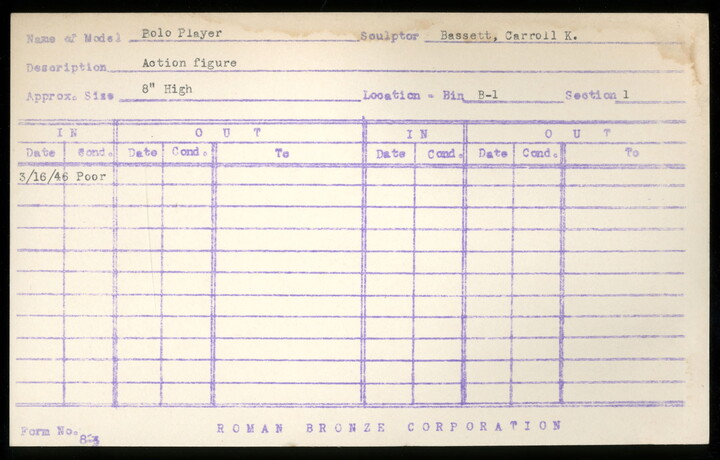 Name of Model Polo Player Sculptor Bassett, Carroll K.
Description Action figure
Approx. Size 8" High Location - Bin B-1 Section 1
IN OUT IN OUT
Date Cond. Date Cond. To Date Cond. Date Cond. To
3/16/46 Poor
Form No. 823 ROMAN BRONZE CORPORATION